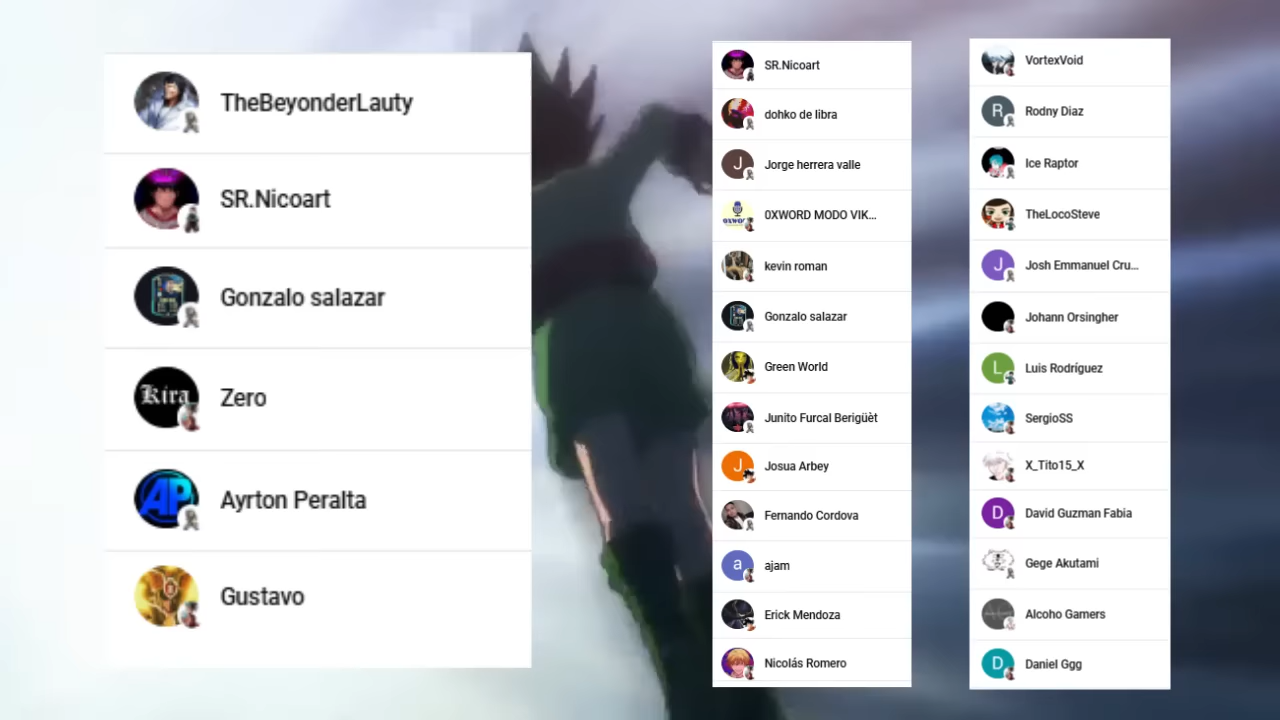 TheBeyonderLauty
SR.Nicoart
Gonzalo salazar
Kira
Zero
AP
Ayrton Peralta
Gustavo
SR.Nicoart
dohko de libra
J
Jorge herrera valle
0XWORD
0XWORD MODO VIK...
kevin roman
Gonzalo salazar
Green World
Junito Furcal Berigüèt
J
Josua Arbey
Fernando Cordova
a
ajam
Erick Mendoza
Nicolás Romero
VortexVoid
R
Rodny Diaz
Ice Raptor
TheLocoSteve
J
Josh Emmanuel Cru...
Johann Orsingher
L
Luis Rodríguez
SergioSS
X_Tito15_X
D
David Guzman Fabia
Gege Akutami
Alcoho Gamers
D
Daniel Ggg